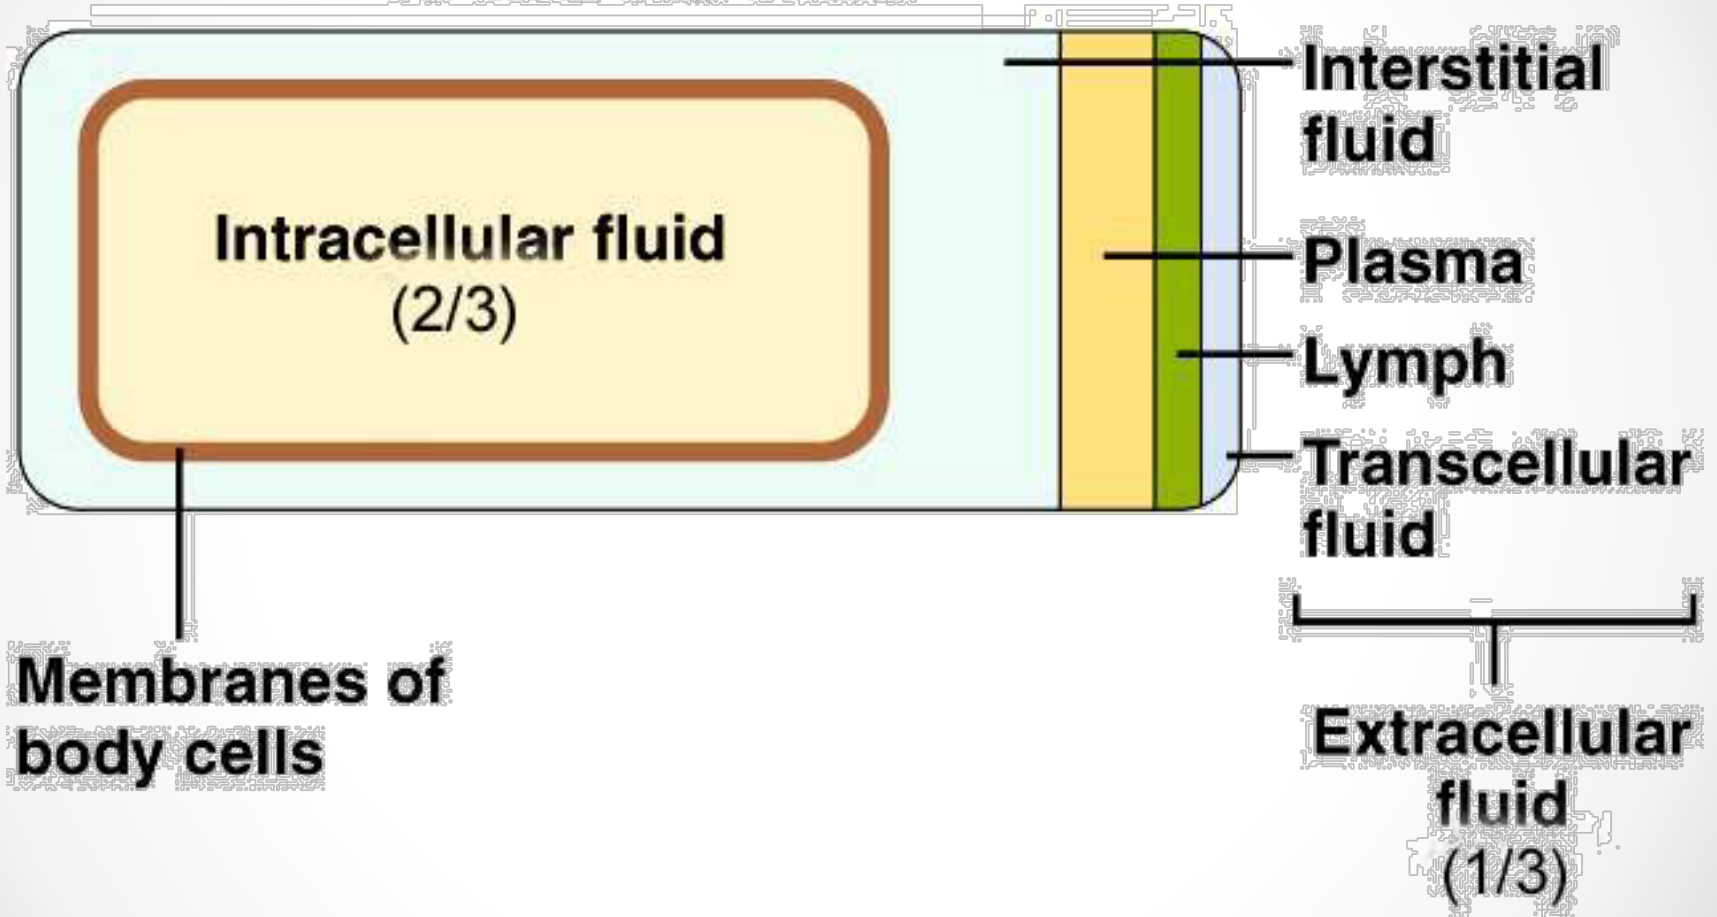 Interstitial
fluid
Intracellular fluid
(2/3)
Plasma
Lymph
Transcellular
fluid
Membranes of
body cells
Extracellular
fluid
(1/3)